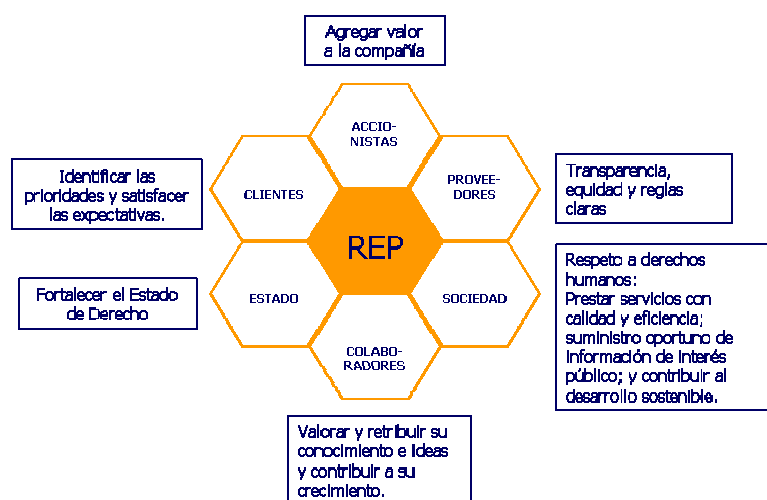 Agregar valor
a la compañía
ACCIO-
NISTAS
Identificar las
prioridades y satisfacer
las expectativas.
CLIENTES
PROVEE-
DORES
Transparencia,
equidad y reglas
claras
REP
Fortalecer el Estado
de Derecho
ESTADO
SOCIEDAD
Respeto a derechos
humanos:
Prestar servicios con
calidad y eficiencia;
suministro oportuno de
información de interés
público; y contribuir al
desarrollo sostenible.
COLABO-
RADORES
Valorar y retribuir su
conocimiento e ideas
y contribuir a su
crecimiento.